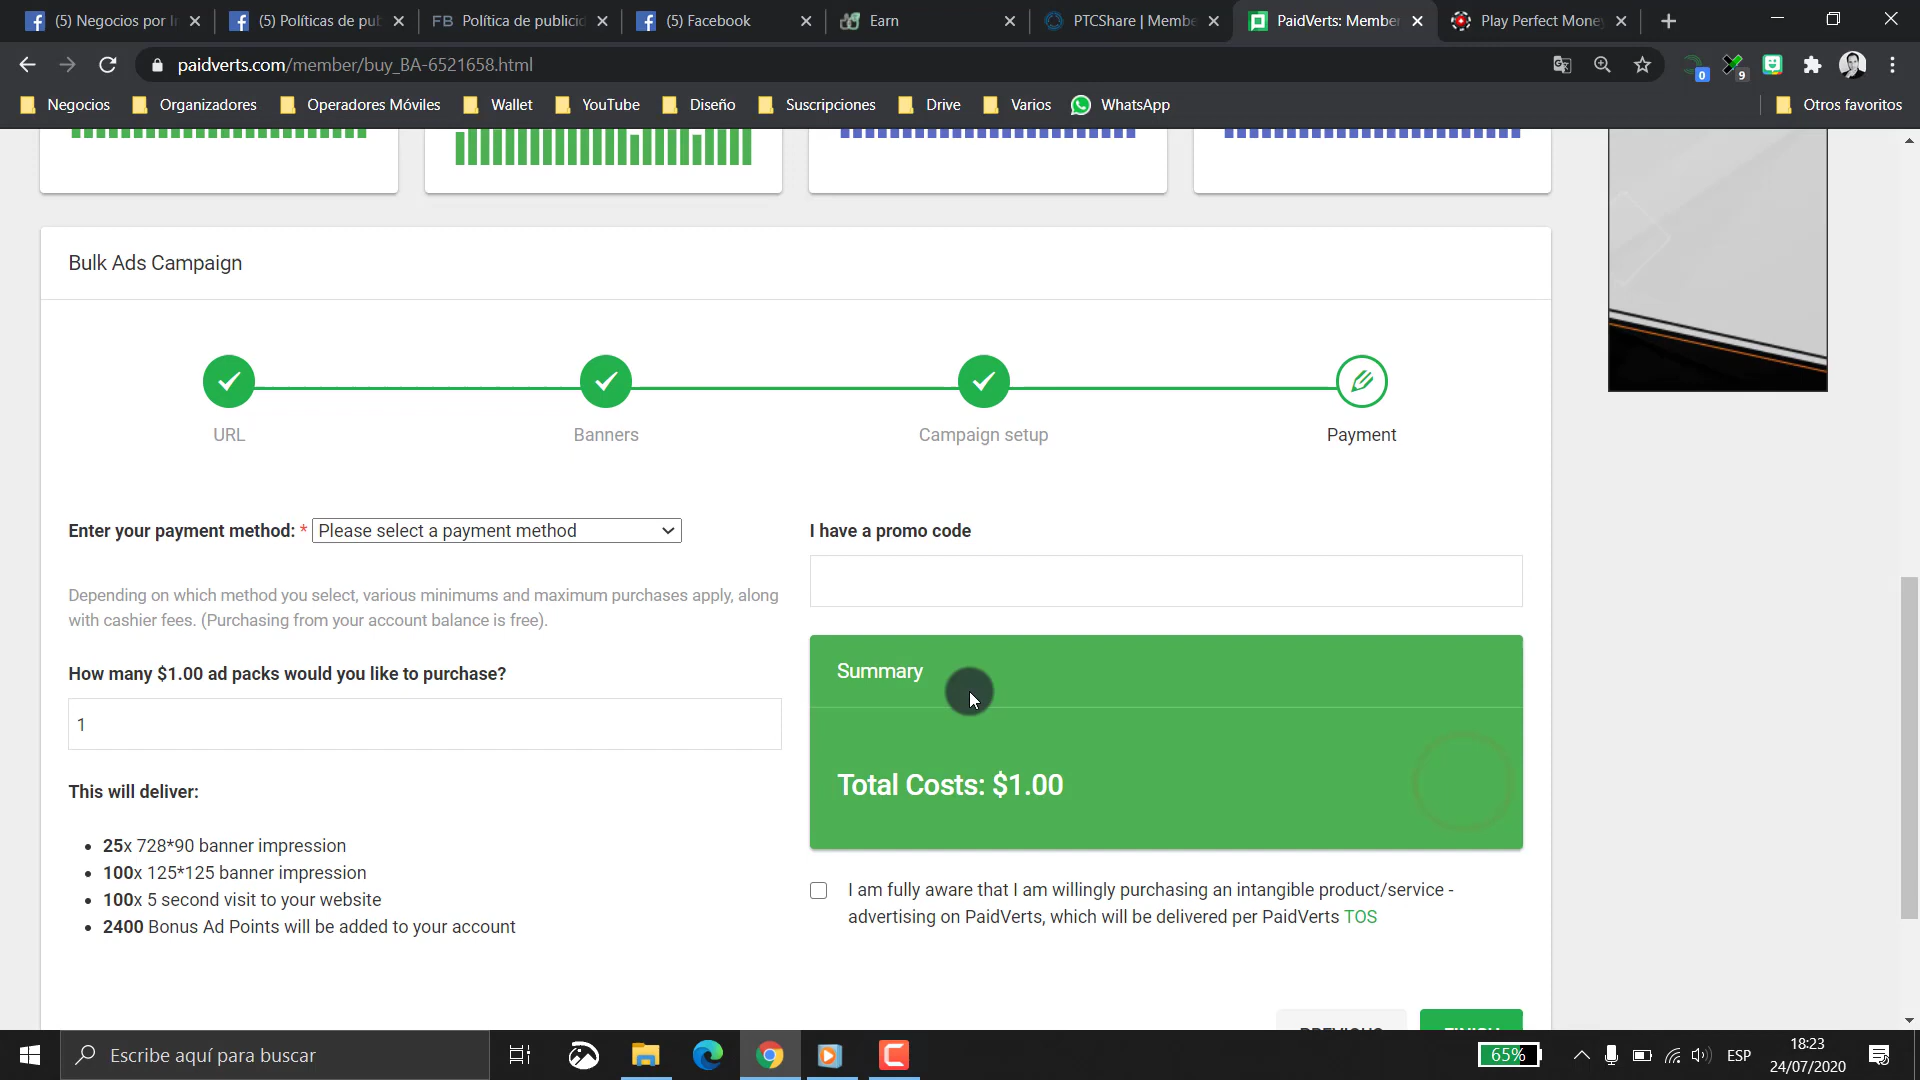 (5) Negocios por I
(5) Políticas de pub
FB Política de publicid
(5) Facebook
Earn
PTCShare | Membe
PaidVerts: Member
Play Perfect Money
paidverts.com/member/buy_BA-6521658.html
0
9
Negocios
Organizadores
Operadores Móviles
Wallet
YouTube
Diseño
Suscripciones
Drive
Varios
WhatsApp
Otros favoritos
Bulk Ads Campaign
URL
Banners
Campaign setup
Payment
Enter your payment method: * Please select a payment method
Depending on which method you select, various minimums and maximum purchases apply, along
with cashier fees. (Purchasing from your account balance is free).
How many $1.00 ad packs would you like to purchase?
1
This will deliver:
25x 728*90 banner impression
100x 125*125 banner impression
100x 5 second visit to your website
2400 Bonus Ad Points will be added to your account
I have a promo code
Summary
Total Costs: $1.00
I am fully aware that I am willingly purchasing an intangible product/service -
advertising on PaidVerts, which will be delivered per PaidVerts TOS
PREVIOUS
FINISH
Escribe aquí para buscar
65%
ESP
18:23
24/07/2020